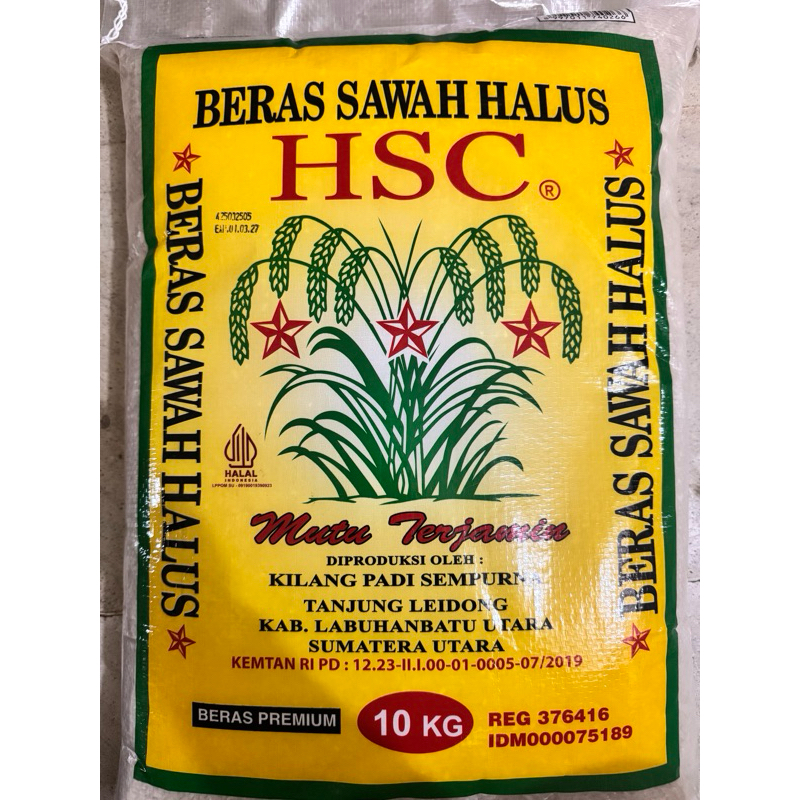 BERAS SAWAH HALUS
HSC ®
BERAS SAWAH HALUS
BERAS SAWAH HALUS
HALAL
INDONESIA
Mutu Terjamin
DIPRODUKSI OLEH :
KILANG PADI SEMPURNA
TANJUNG LEIDONG
KAB. LABUHANBATU UTARA
SUMATERA UTARA
KEMTAN RI PD : 12.23-II.I.00-01-0005-07/2019
BERAS PREMIUM
10 KG
REG 376416
IDM000075189